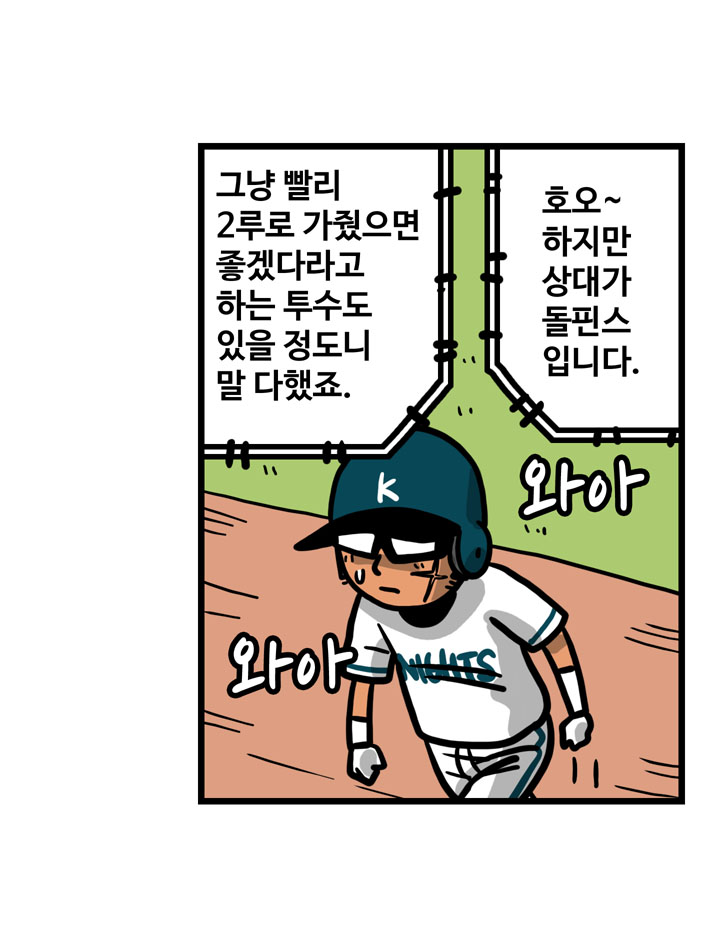 그냥 빨리
2루로 가줬으면
좋겠다라고
하는 투수도
있을 정도니
말 다했죠.
호오~
하지만
상대가
돌핀스
입니다.
와아
K
와아
NIGHTS